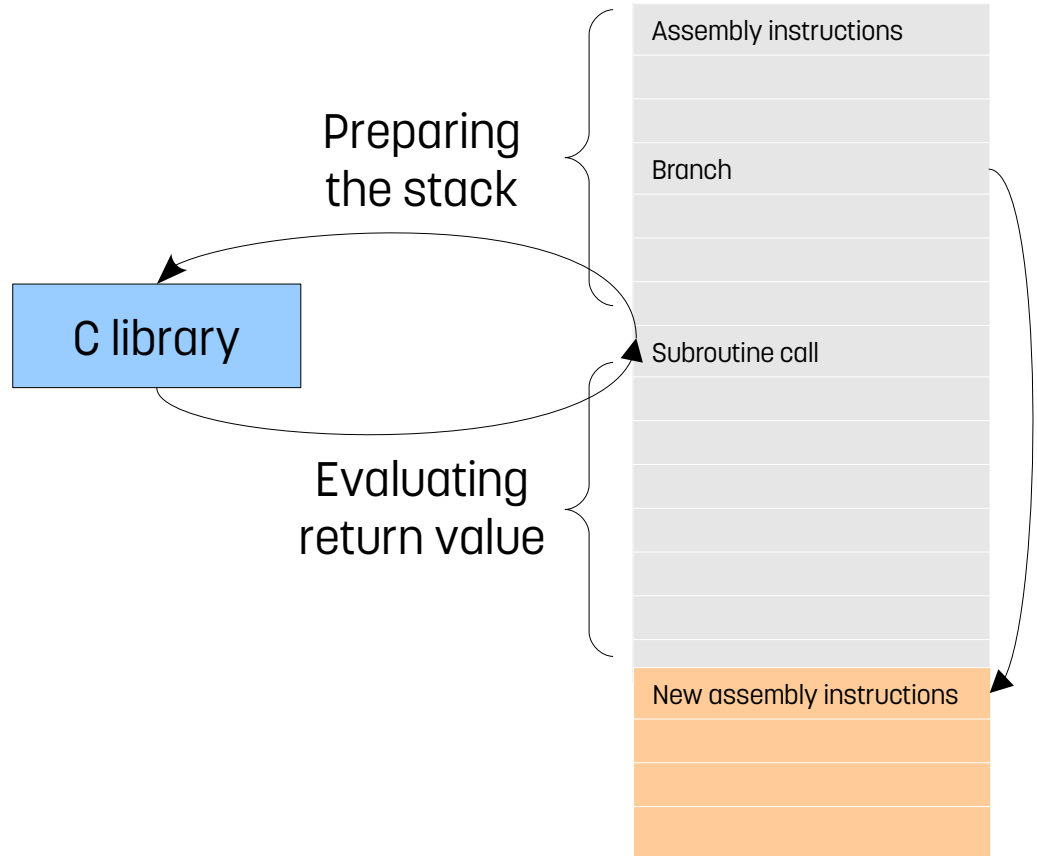 Assembly instructions
Preparing
the stack
Branch
C library
Subroutine call
Evaluating
return value
New assembly instructions